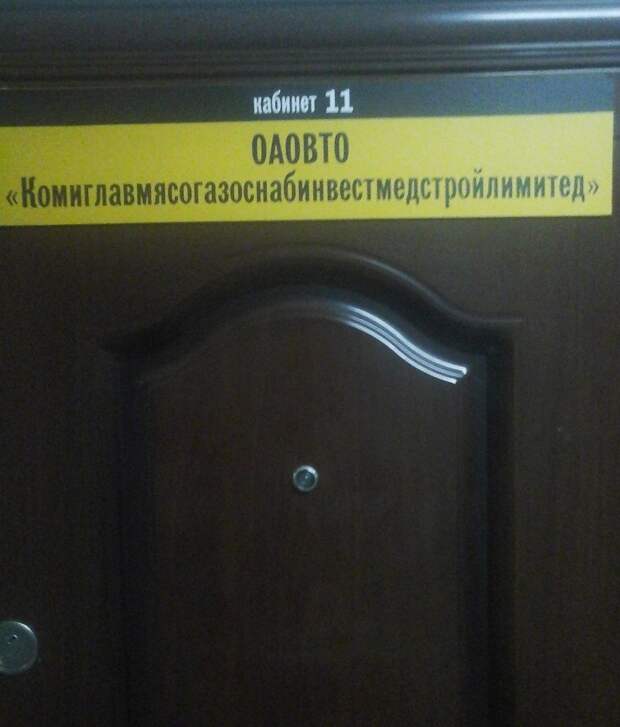 кабинет 11
ОАОВТО
«Комиглавмясогазоснабинвестмедстройлимитед»